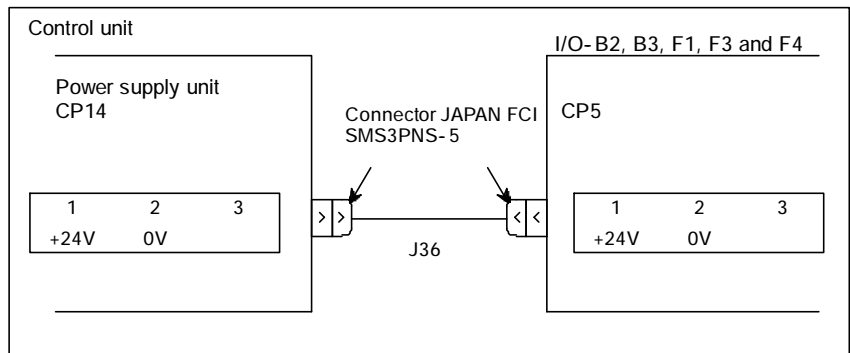 Control unit
I/O-B2, B3, F1, F3 and F4
Power supply unit
CP14
Connector JAPAN FCI
SMS3PNS-5
CP5
1 2 3
+24V 0V
J36
1 2 3
+24V 0V